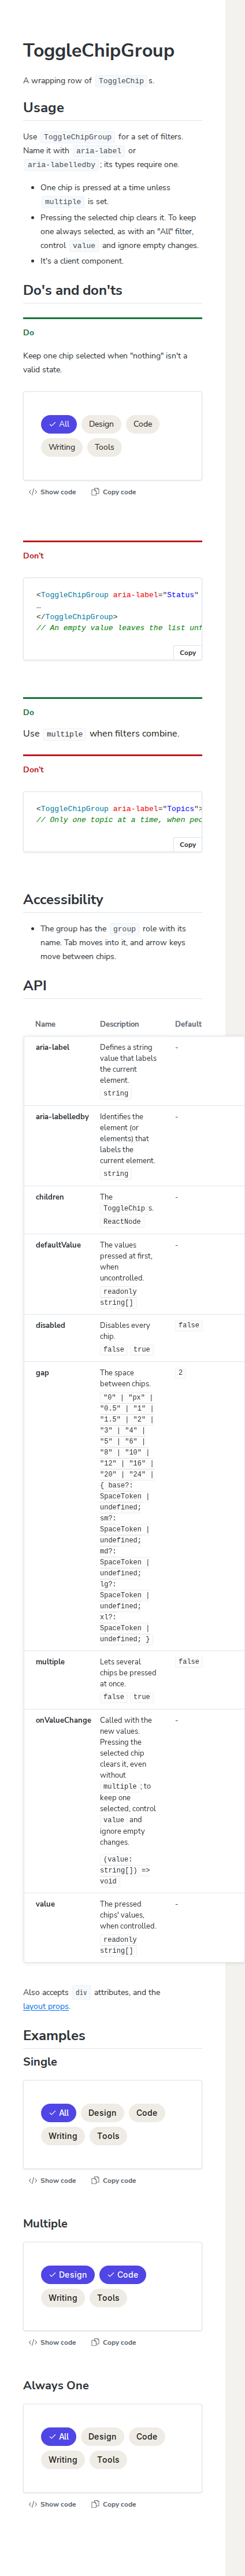 ToggleChipGroup
A wrapping row of ToggleChip s.
Usage
Use ToggleChipGroup for a set of filters.
Name it with aria-label or
aria-labelledby ; its types require one.
One chip is pressed at a time unless
multiple is set.
Pressing the selected chip clears it. To keep
one always selected, as with an "All" filter,
control value and ignore empty changes.
It's a client component.
Do's and don'ts
Do
Keep one chip selected when "nothing" isn't a
valid state.
All Design Code
Writing Tools
Show code Copy code
Don't
<ToggleChipGroup aria-label="Status"
…
</ToggleChipGroup>
// An empty value leaves the list
Copy
Do
Use multiple when filters combine.
Don't
<ToggleChipGroup aria-label="Topics">
// Only one topic at a time, when
Copy
Accessibility
The group has the group role with its
name. Tab moves into it, and arrow keys
move between chips.
API
Name Description Default
aria-label Defines a string - 
value that labels
the current
element.
string
aria-labelledby Identifies the -
element (or
elements) that
labels the
current element.
string
children The -
ToggleChip s.
ReactNode
defaultValue The values -
pressed at first,
when
uncontrolled.
readonly
string[]
disabled Disables every false
chip.
false true
gap The space 2
between chips.
"0" | "px" |
"0.5" | "1" |
"1.5" | "2" |
"3" | "4" |
"5" | "6" |
"8" | "10" |
"12" | "16" |
"20" | "24" |
{ base?:
SpaceToken |
undefined;
sm?:
SpaceToken |
undefined;
md?:
SpaceToken |
undefined;
lg?:
SpaceToken |
undefined;
xl?:
SpaceToken |
undefined; }
multiple Lets several false
chips be pressed
at once.
false true
onValueChange Called with the -
new values.
Pressing the
selected chip
clears it, even
without
multiple ; to
keep one
selected, control
value and
ignore empty
changes.
(value:
string[]) =>
void
value The pressed -
chips' values,
when controlled.
readonly
string[]
Also accepts div attributes, and the
layout props.
Examples
Single
All Design Code
Writing Tools
Show code Copy code
Multiple
Design Code
Writing Tools
Show code Copy code
Always One
All Design Code
Writing Tools
Show code Copy code